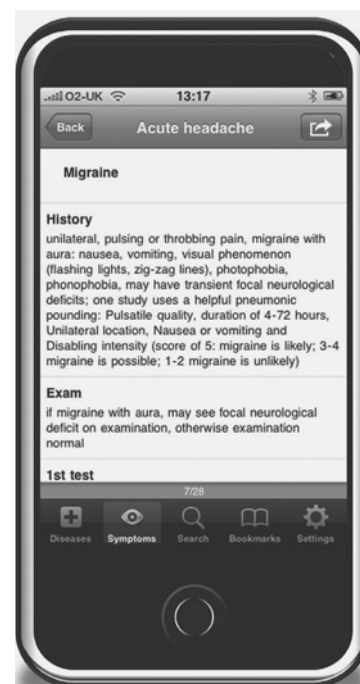 O2-UK 13:17
Back Acute headache
Migraine
History
unilateral, pulsing or throbbing pain, migraine with
aura: nausea, vomiting, visual phenomenon
(flashing lights, zig-zag lines), photophobia,
phonophobia, may have transient focal neurological
deficits; one study uses a helpful pneumonic
pounding: Pulsatile quality, duration of 4-72 hours,
Unilateral location, Nausea or vomiting and
Disabling intensity (score of 5: migraine is likely; 3-4
migraine is possible; 1-2 migraine is unlikely)
Exam
if migraine with aura, may see focal neurological
deficit on examination, otherwise examination
normal
1st test
7/28
Diseases Symptoms Search Bookmarks Settings